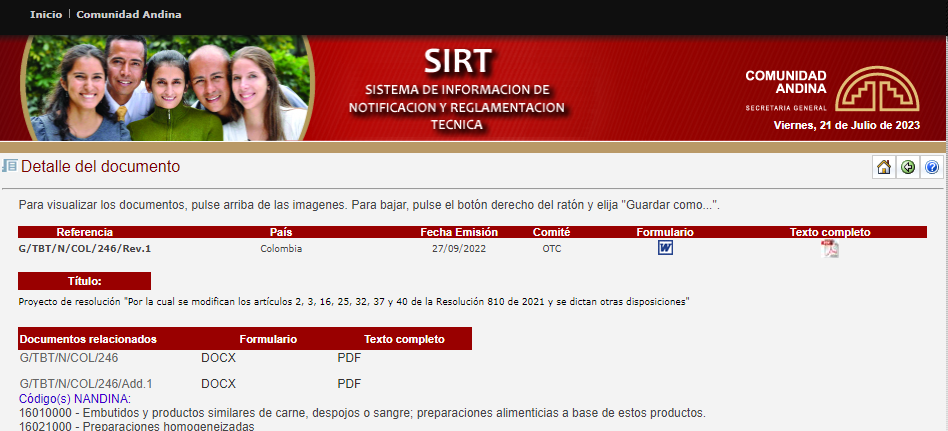 Inicio | Comunidad Andina
SIRT
SISTEMA DE INFORMACION DE
NOTIFICACION Y REGLAMENTACION
TECNICA
COMUNIDAD
ANDINA
SECRETARIA GENERAL
Viernes, 21 de Julio de 2023
Detalle del documento
Para visualizar los documentos, pulse arriba de las imagenes. Para bajar, pulse el botón derecho del ratón y elija "Guardar como...".
Referencia País Fecha Emisión Comité Formulario Texto completo
G/TBT/N/COL/246/Rev.1 Colombia 27/09/2022 OTC
Título:
Proyecto de resolución "Por la cual se modifican los artículos 2, 3, 16, 25, 32, 37 y 40 de la Resolución 810 de 2021 y se dictan otras disposiciones"
Documentos relacionados Formulario Texto completo
G/TBT/N/COL/246 DOCX PDF
G/TBT/N/COL/246/Add.1 DOCX PDF
Código(s) NANDINA:
16010000 - Embutidos y productos similares de carne, despojos o sangre; preparaciones alimenticias a base de estos productos.
16021000 - Preparaciones homogeneizadas